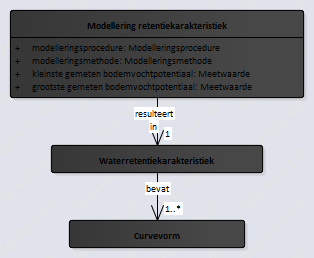 Modellering retentiekarakteristiek
+ modelleringsprocedure: Modelleringsprocedure
+ modelleringsmethode: Modelleringsmethode
+ kleinste gemeten bodemvochtpotentiaal: Meetwaarde
+ grootste gemeten bodemvochtpotentiaal: Meetwaarde
resulteert
in
1
Waterretentiekarakteristiek
bevat
1..*
Curvevorm